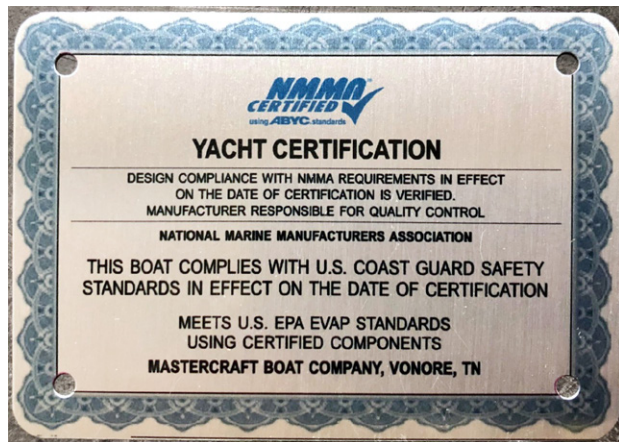 NMMA®
CERTIFIED
using ABYC standards
YACHT CERTIFICATION
DESIGN COMPLIANCE WITH NMMA REQUIREMENTS IN EFFECT
ON THE DATE OF CERTIFICATION IS VERIFIED.
MANUFACTURER RESPONSIBLE FOR QUALITY CONTROL
NATIONAL MARINE MANUFACTURERS ASSOCIATION
THIS BOAT COMPLIES WITH U.S. COAST GUARD SAFETY
STANDARDS IN EFFECT ON THE DATE OF CERTIFICATION
MEETS U.S. EPA EVAP STANDARDS
USING CERTIFIED COMPONENTS
MASTERCRAFT BOAT COMPANY, VONORE, TN